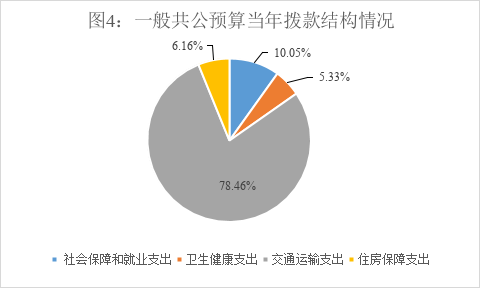 图4：一般共公预算当年拨款结构情况
6.16%
10.05%
5.33%
78.46%
社会保障和就业支出 卫生健康支出 交通运输支出 住房保障支出